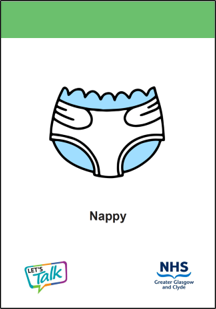 Nappy
LET'S
Talk
NHS
Greater Glasgow
and Clyde